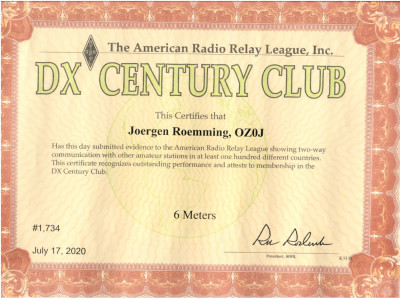 The American Radio Relay League, Inc.
DX CENTURY CLUB
This Certifies that
Joergen Roemming, OZ0J
Has this day submitted evidence to the American Radio Relay League showing two-way
communication with other amateur stations in at least one hundred different countries.
This certificate recognizes outstanding performance and attests to membership in the
DX Century Club.
6 Meters
#1,734
July 17, 2020
President, ARRL